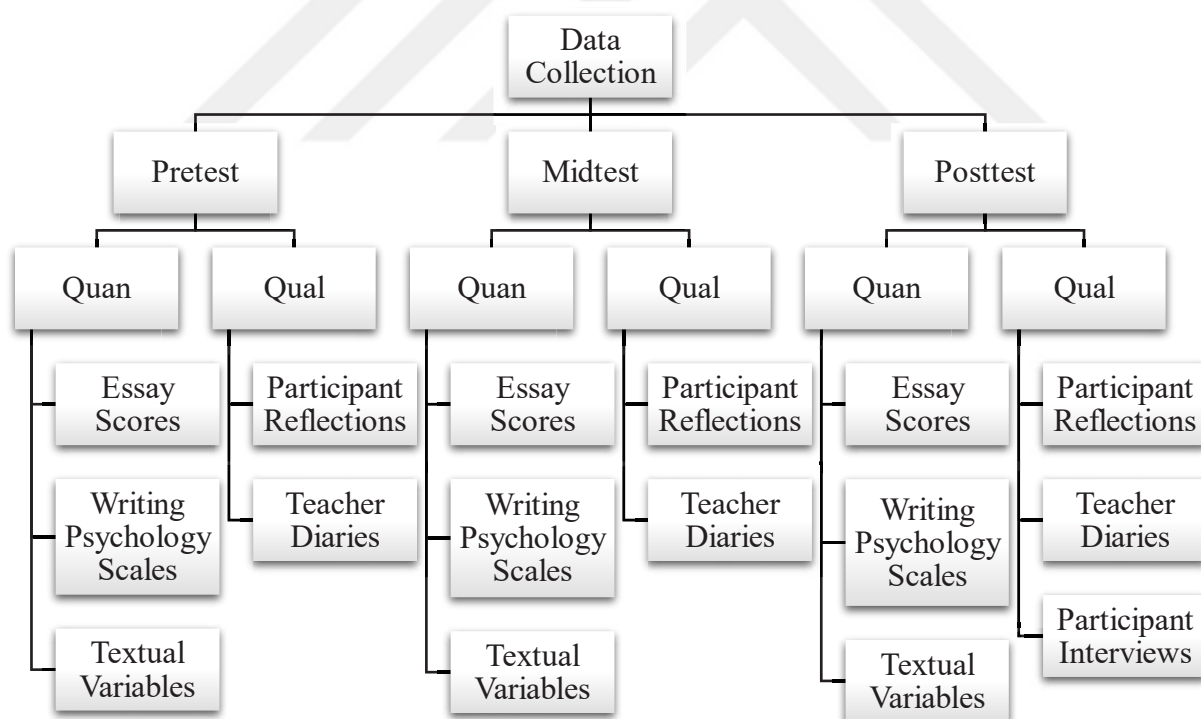 Data
Collection
Pretest
Midtest
Posttest
Quan
Qual
Quan
Qual
Quan
Qual
Essay
Scores
Participant
Reflections
Essay
Scores
Participant
Reflections
Essay
Scores
Participant
Reflections
Writing
Psychology
Scales
Teacher
Diaries
Writing
Psychology
Scales
Teacher
Diaries
Writing
Psychology
Scales
Teacher
Diaries
Textual
Variables
Textual
Variables
Textual
Variables
Participant
Interviews